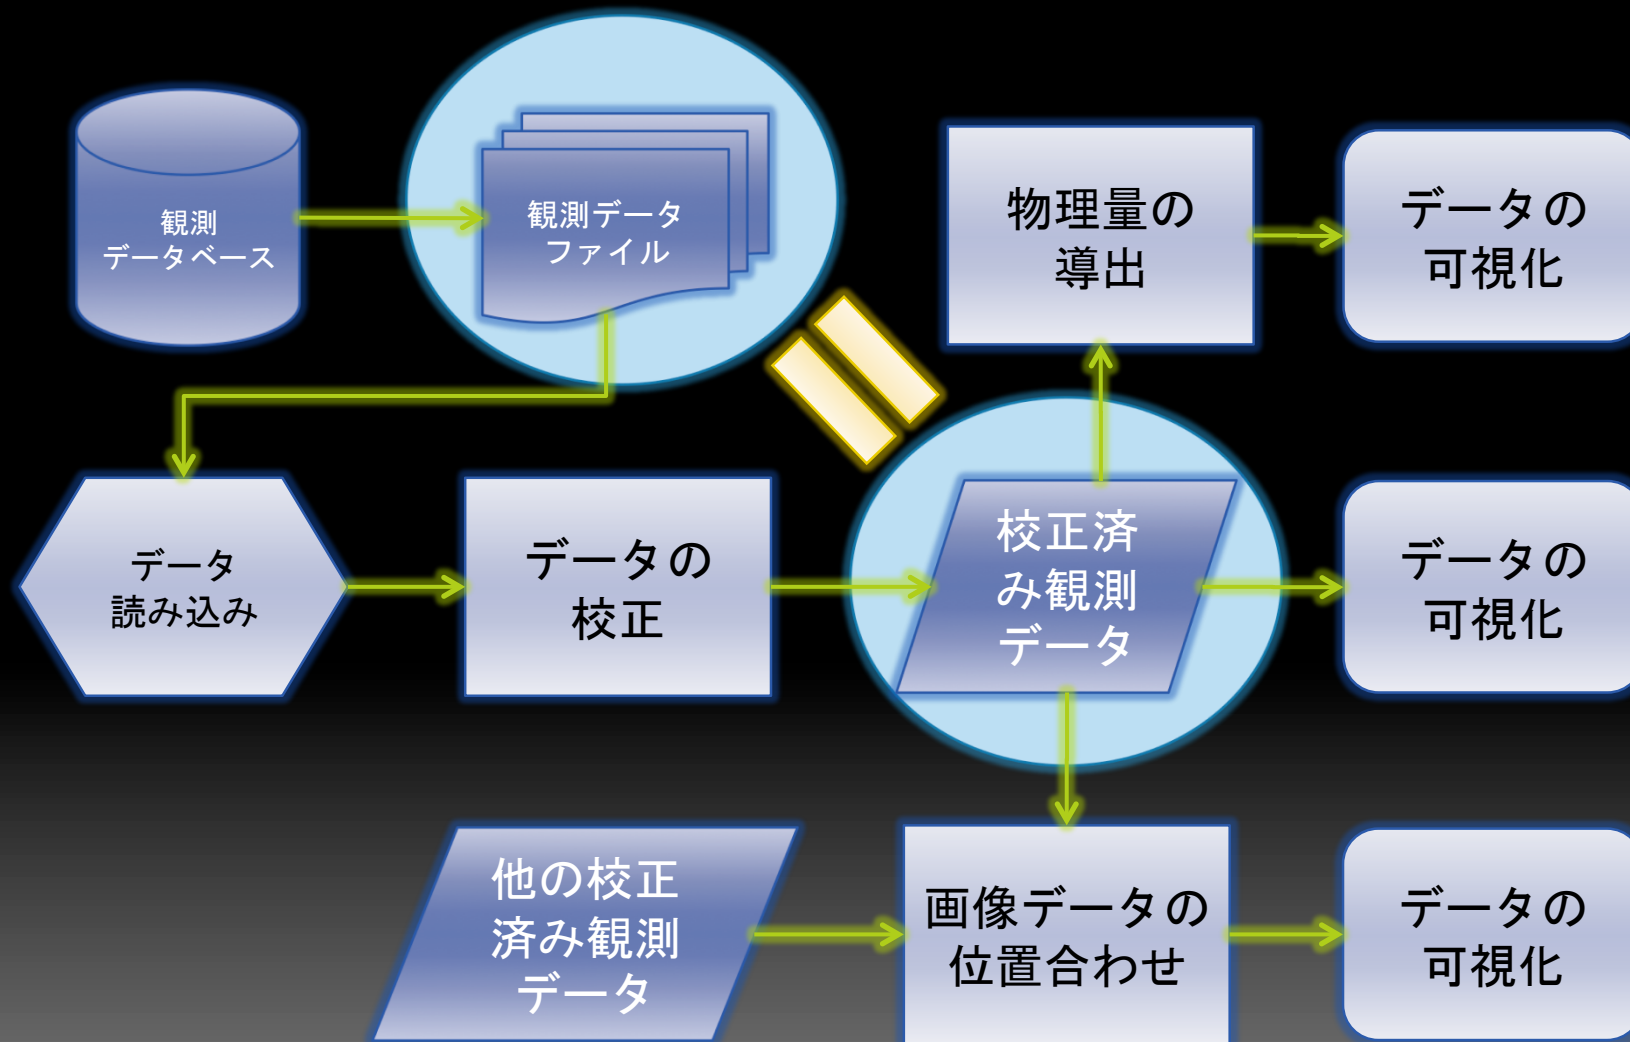 観測
データベース
観測データ
ファイル
物理量の
導出
データの
可視化
データ
読み込み
データの
校正
校正済
み観測
データ
データの
可視化
他の校正
済み観測
データ
画像データの
位置合わせ
データの
可視化